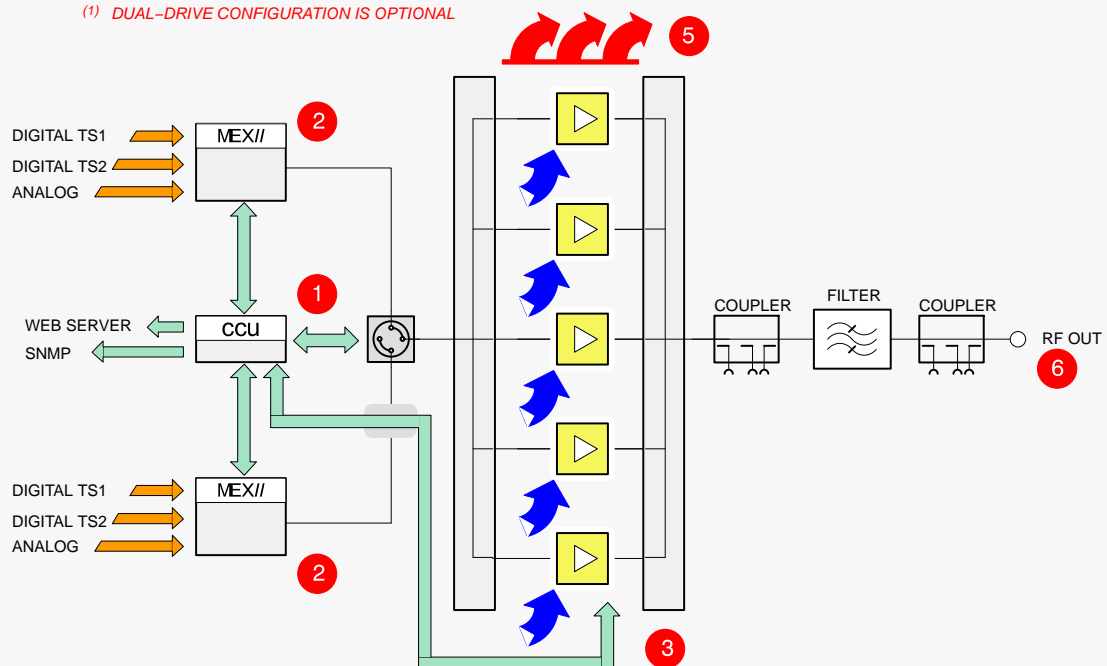 (1) DUAL–DRIVE CONFIGURATION IS OPTIONAL
5
2
DIGITAL TS1
MEX//
DIGITAL TS2
ANALOG
1
WEB SERVER
CCU
SNMP
COUPLER
FILTER
COUPLER
RF OUT
6
DIGITAL TS1
MEX//
DIGITAL TS2
ANALOG
2
3